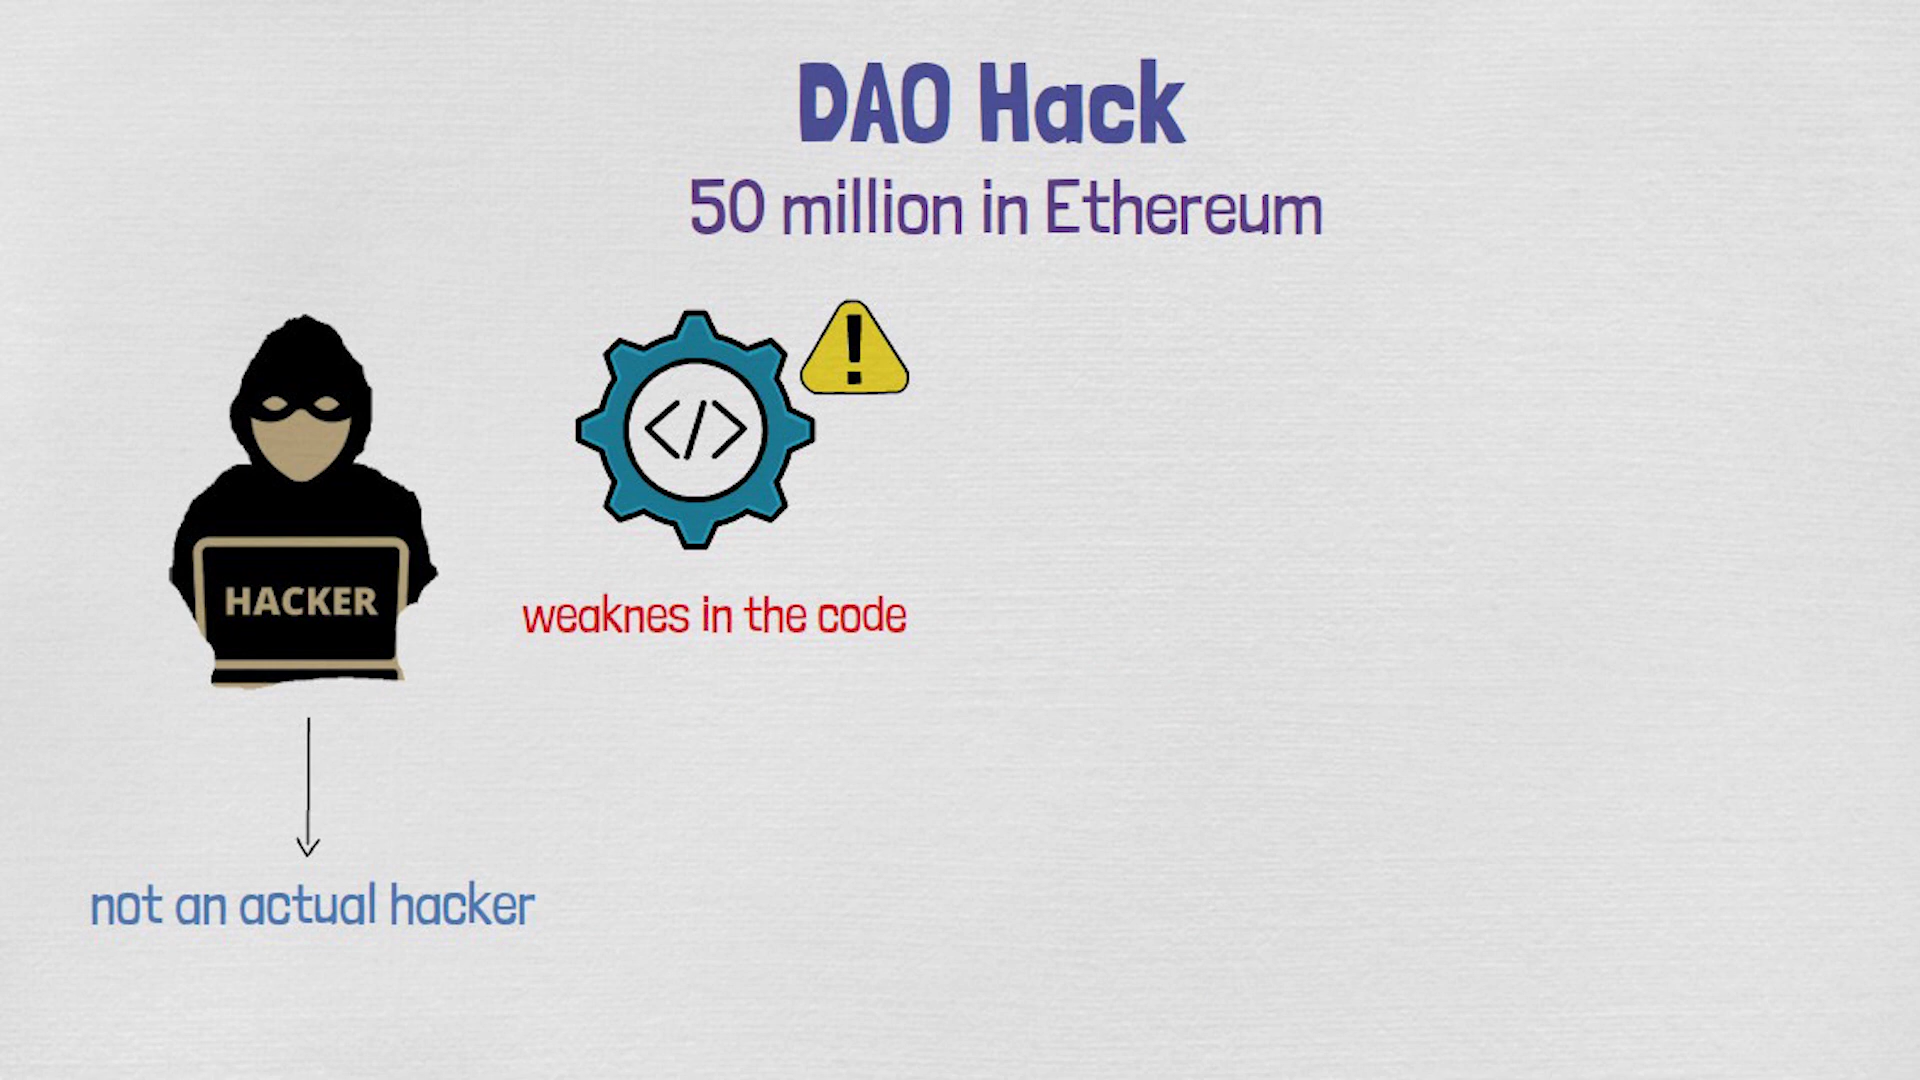 DAO Hack
50 million in Ethereum
</>
HACKER
weaknes in the code
not an actual hacker